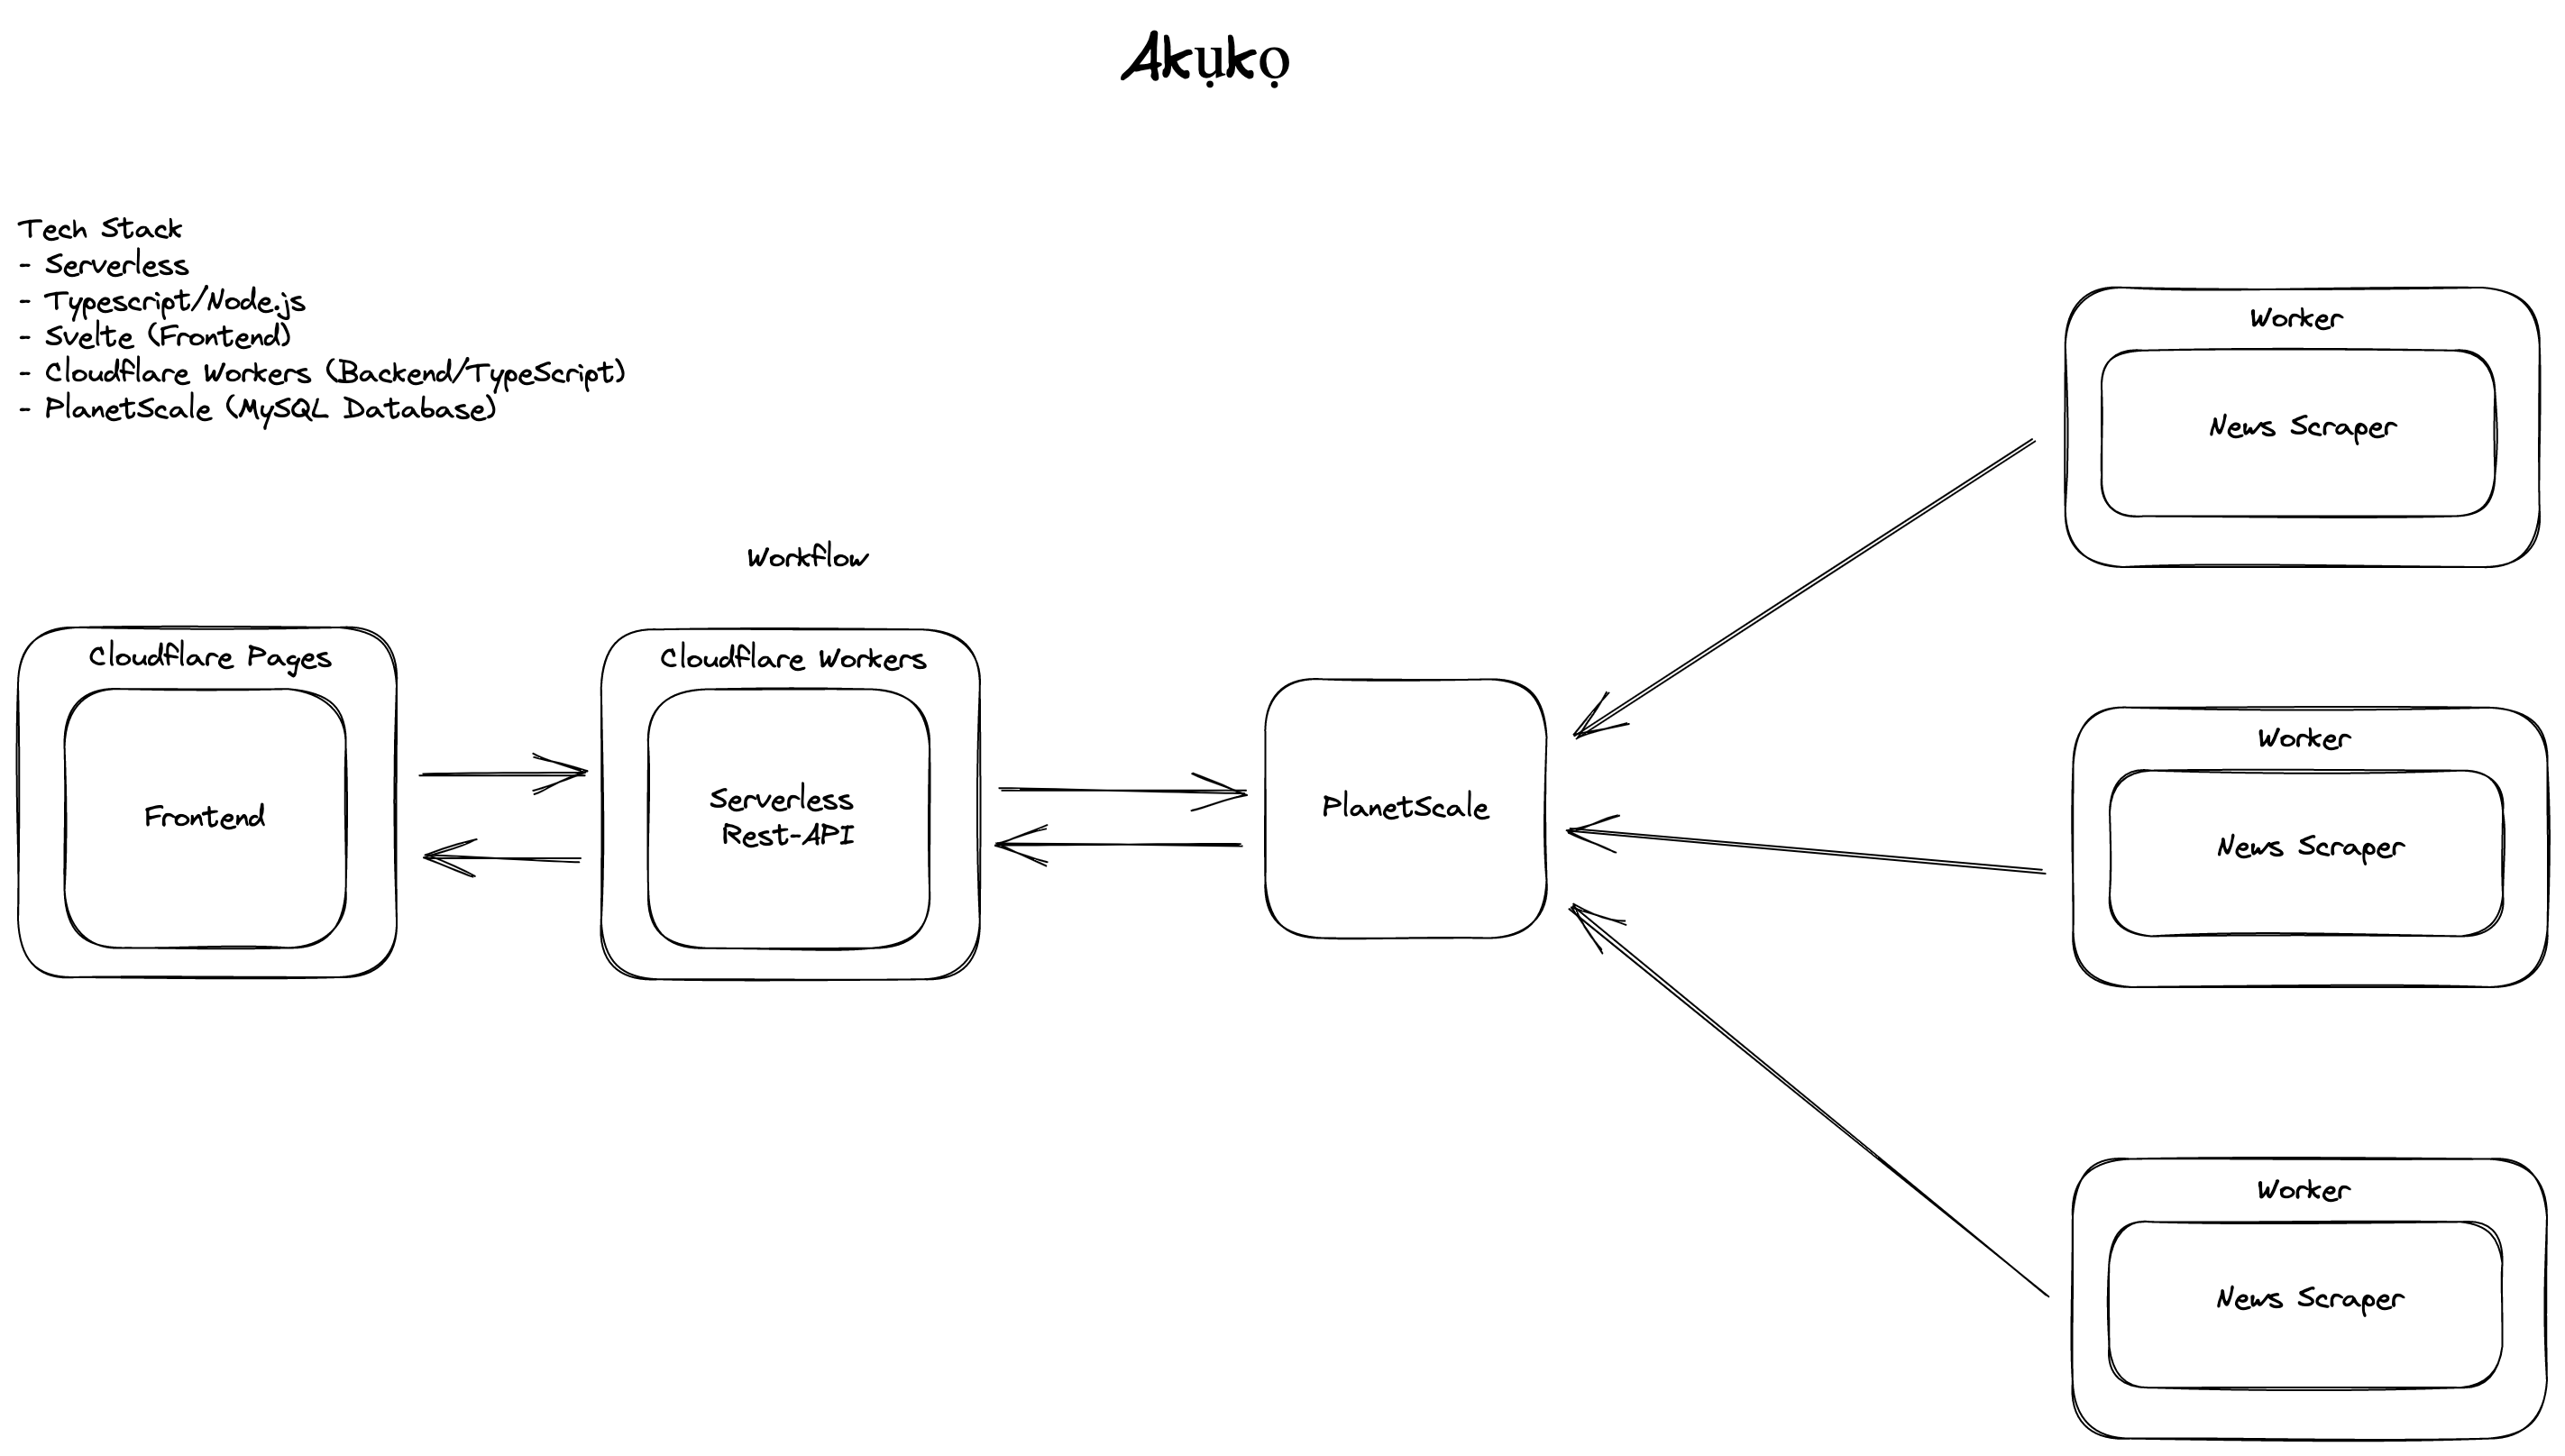 Akụkọ
Tech Stack
- Serverless
- Typescript/Node.js
- Svelte (Frontend)
- Cloudflare Workers (Backend/TypeScript)
- PlanetScale (MySQL Database)
Workflow
Cloudflare Pages
Frontend
Cloudflare Workers
Serverless
Rest-API
PlanetScale
Worker
News Scraper
Worker
News Scraper
Worker
News Scraper